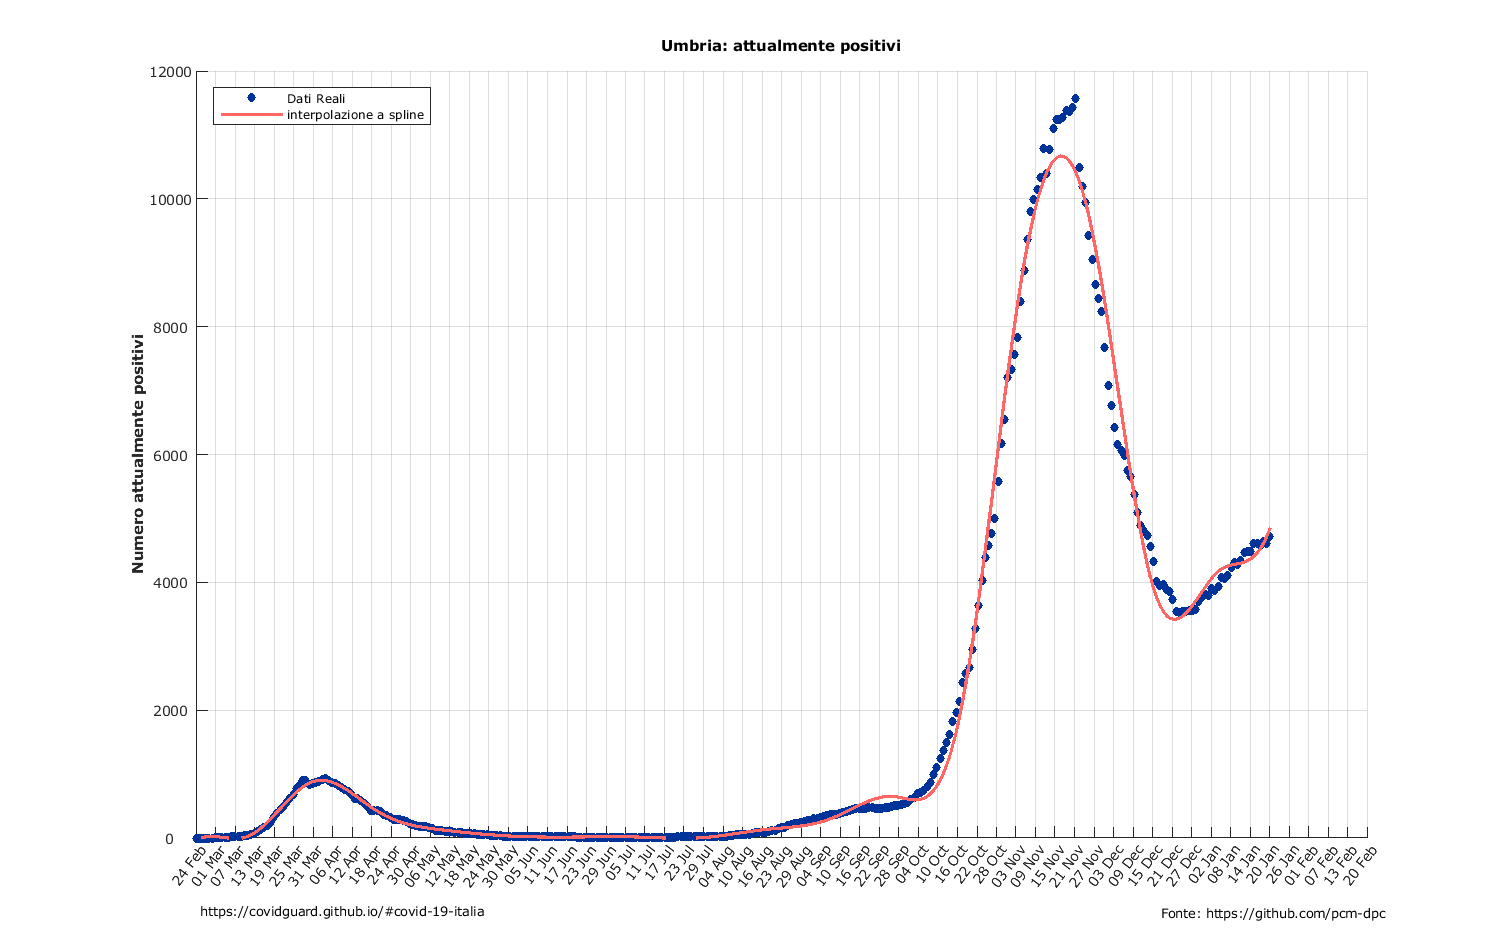 Umbria: attualmente positivi
Dati Reali
interpolazione a spline
Numero attualmente positivi
12000
10000
8000
6000
4000
2000
0
24 Feb
01 Mar
07 Mar
13 Mar
19 Mar
25 Mar
31 Mar
06 Apr
12 Apr
18 Apr
24 Apr
30 Apr
06 May
12 May
18 May
24 May
30 May
05 Jun
11 Jun
17 Jun
23 Jun
29 Jun
05 Jul
11 Jul
17 Jul
23 Jul
29 Jul
04 Aug
10 Aug
16 Aug
23 Aug
29 Aug
04 Sep
10 Sep
16 Sep
22 Sep
28 Oct
04 Oct
10 Oct
16 Oct
22 Oct
28 Oct
03 Nov
09 Nov
15 Nov
21 Nov
27 Dec
03 Dec
09 Dec
15 Dec
21 Dec
27 Dec
02 Jan
08 Jan
14 Jan
20 Jan
26 Jan
01 Feb
07 Feb
13 Feb
20 Feb
https://covidguard.github.io/#covid-19-italia
Fonte: https://github.com/pcm-dpc